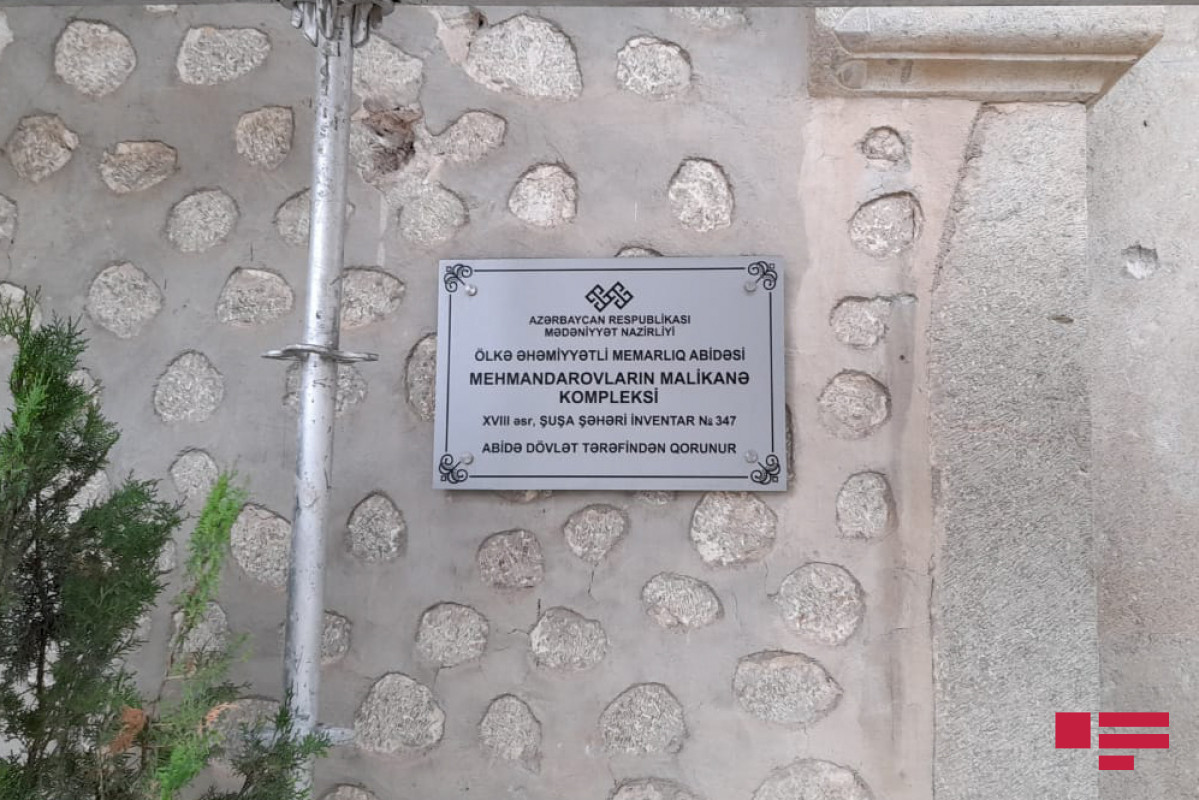 AZƏRBAYCAN RESPUBLİKASI
MƏDƏNİYYƏT NAZİRLİYİ
ÖLKƏ ƏHƏMİYYƏTLİ MEMARLIQ ABİDƏSİ
MEHMANDAROVLARIN MALİKANƏ
KOMPLEKSİ
XVIII əsr, ŞUŞA ŞƏHƏRİ İNVENTAR № 347
ABİDƏ DÖVLƏT TƏRƏFİNDƏN QORUNUR